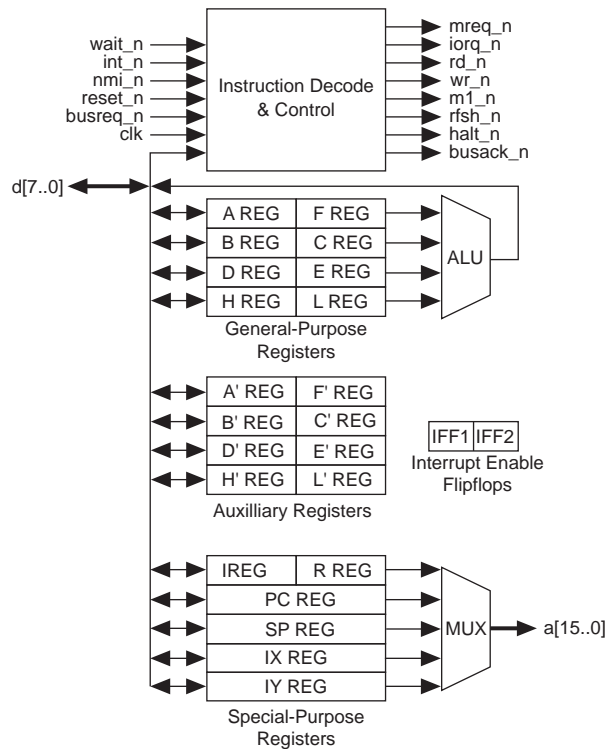 mreq_n
wait_n
iorq_n
int_n
rd_n
nmi_n
Instruction Decode
wr_n
reset_n
& Control
m1_n
busreq_n
rfsh_n
clk
halt_n
busack_n
d[7..0]
A REG F REG
B REG C REG
ALU
D REG E REG
H REG L REG
General-Purpose
Registers
A' REG F' REG
B' REG C' REG
D' REG E' REG
H' REG L' REG
IFF1 IFF2
Interrupt Enable
Flipflops
Auxilliary Registers
IREG R REG
PC REG
SP REG
MUX
a[15..0]
IX REG
IY REG
Special-Purpose
Registers